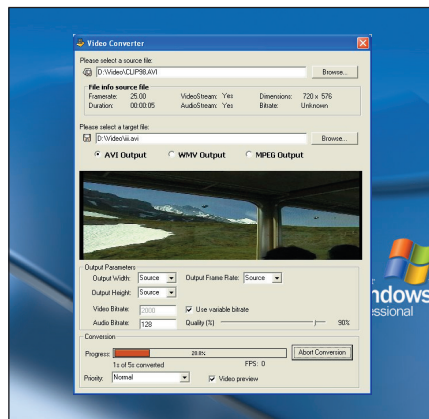 Video Converter
Please select a source file:
D:\Video\CLIP98.AVI Browse...
File info source file
Framerate: 25.00 VideoStream: Yes Dimensions: 720 x 576
Duration: 00:00:05 AudioStream: Yes Bitrate: Unknown
Please select a target file:
D:\Video\iii.avi Browse...
AVI Output WMV Output MPEG Output
Output Parameters
Output Width: Source Output Frame Rate: Source
Output Height: Source
Video Bitrate: 2000 Use variable bitrate
Audio Bitrate: 128 Quality (%) 90%
Conversion
Progress: 20.0% Abort Conversion
1s of 5s converted FPS: 0
Priority: Normal Video preview
ndows
essional